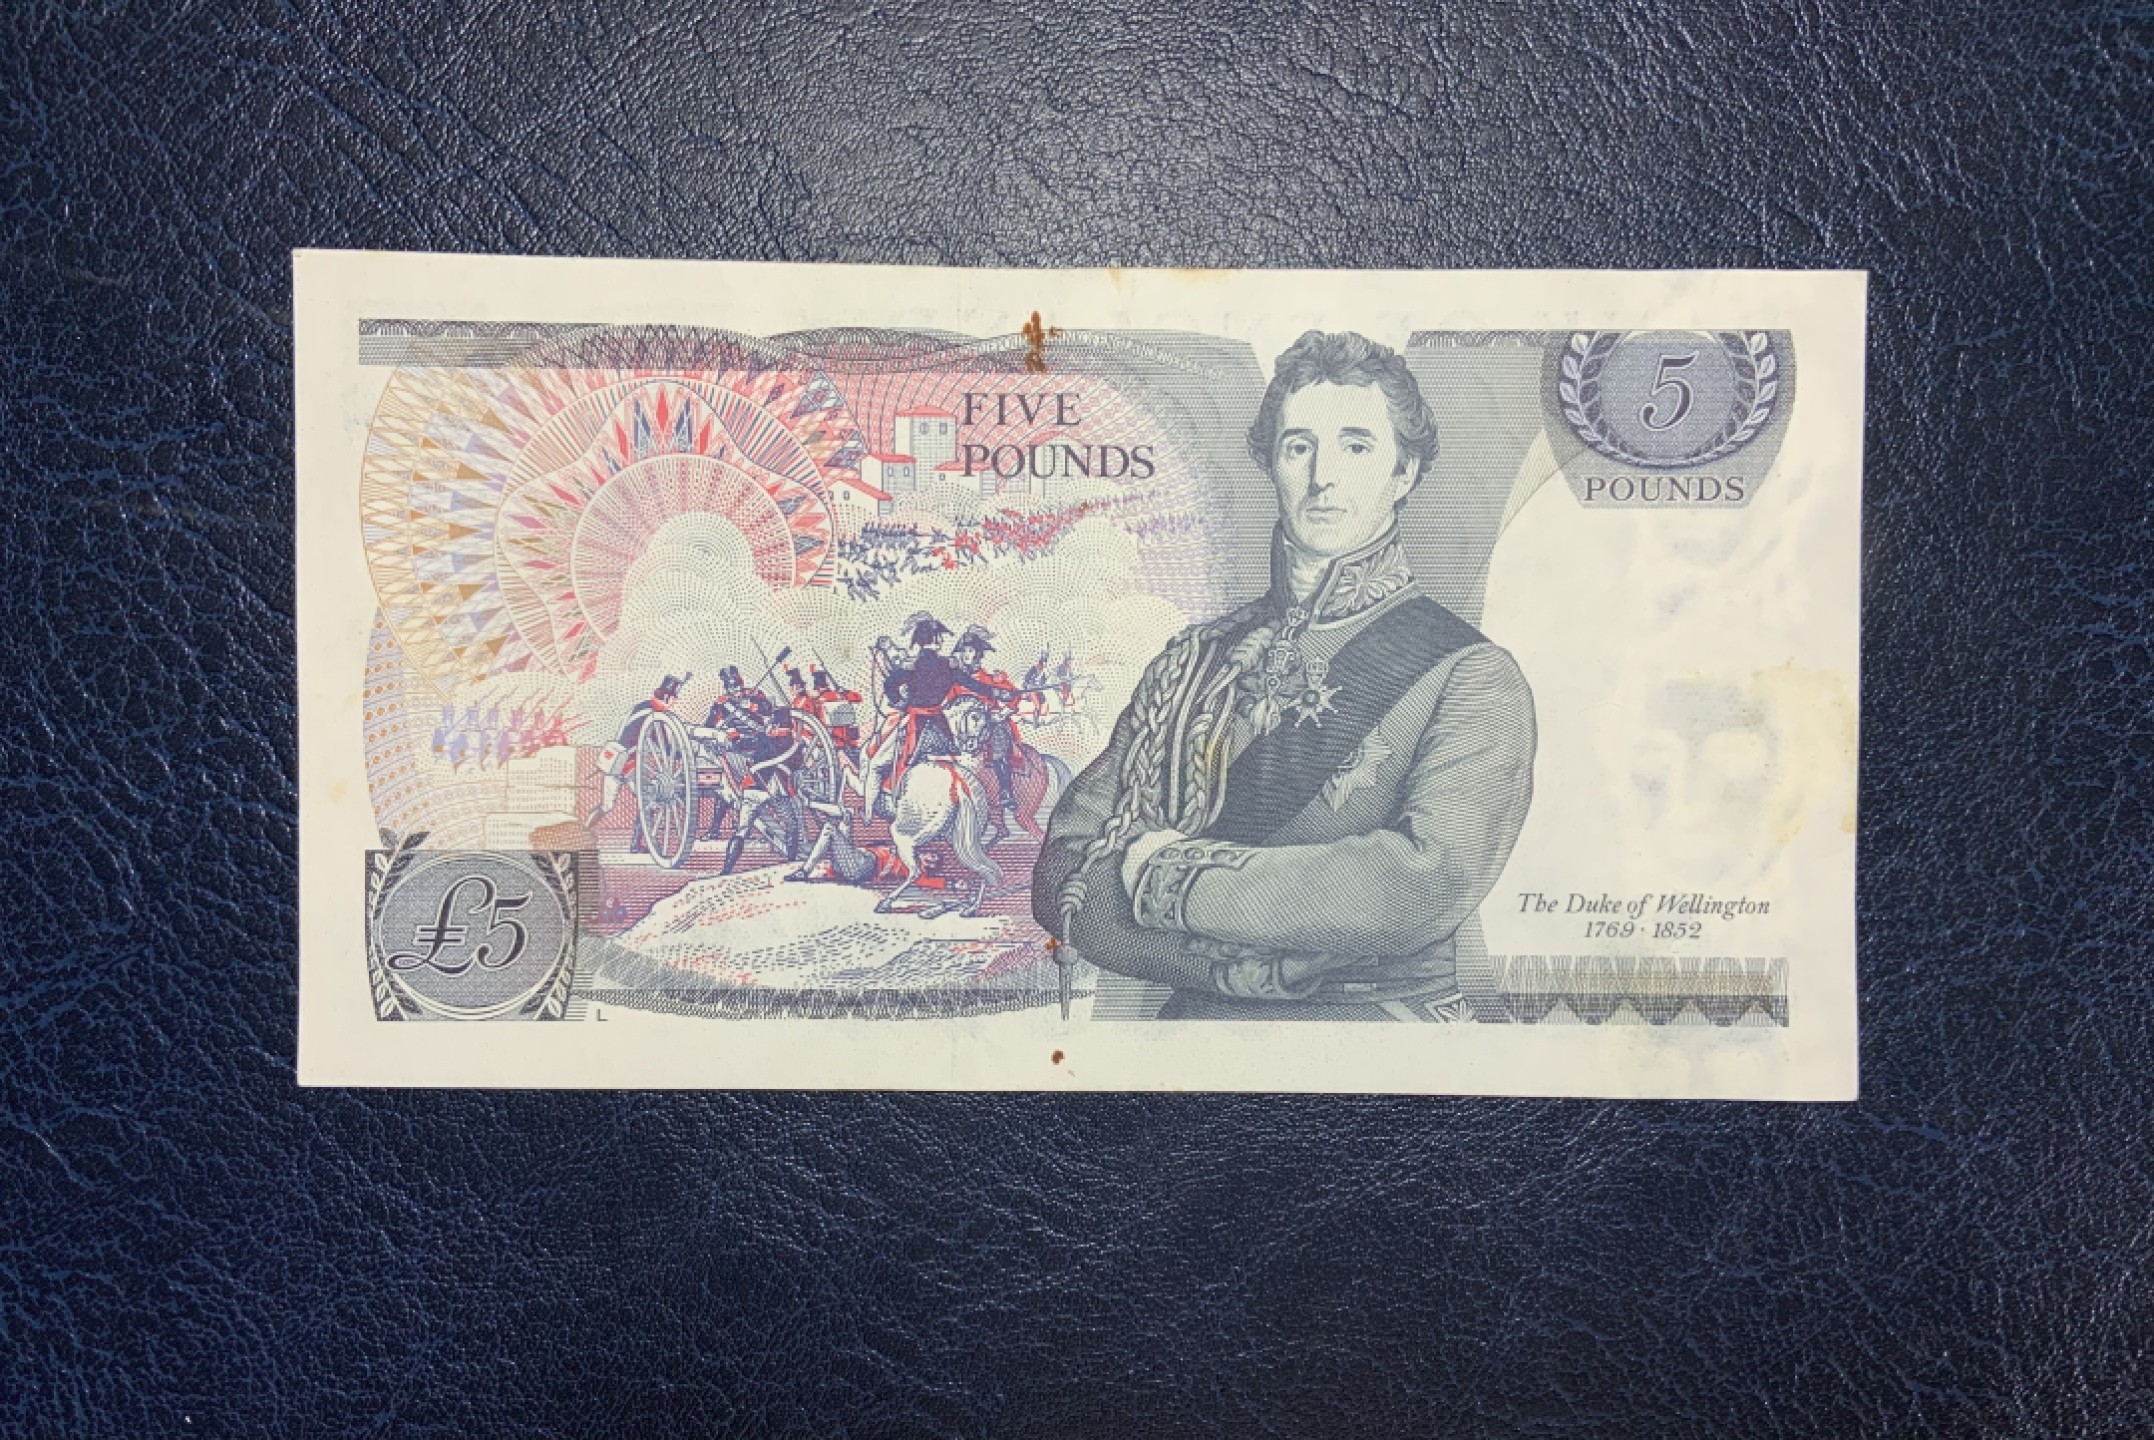 FIVE
POUNDS
5
POUNDS
The Duke of Wellington
1769 · 1852
£5
L